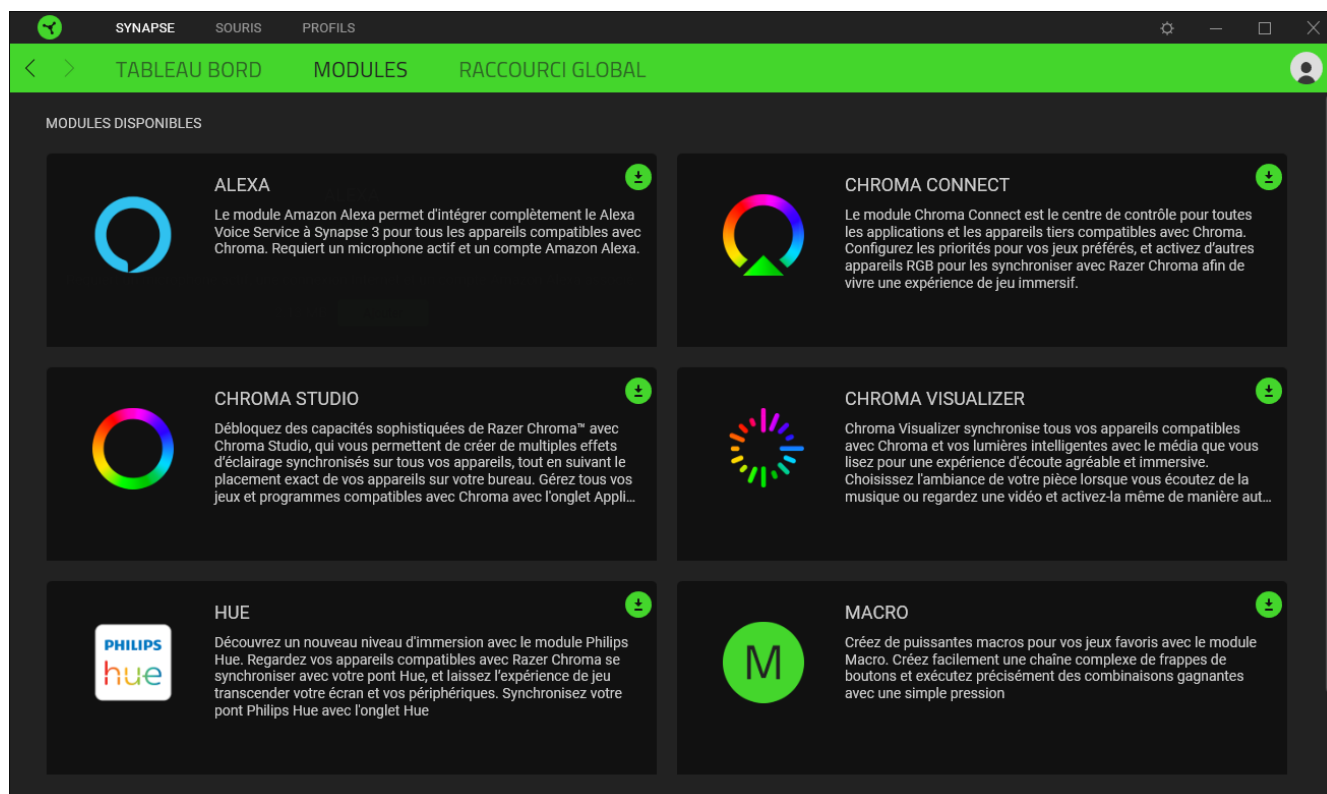 SYNAPSE SOURIS PROFILS
TABLEAU BORD MODULES RACCOURCI GLOBAL
MODULES DISPONIBLES
ALEXA
Le module Amazon Alexa permet d'intégrer complètement le Alexa
Voice Service à Synapse 3 pour tous les appareils compatibles avec
Chroma. Requiert un microphone actif et un compte Amazon Alexa.
CHROMA CONNECT
Le module Chroma Connect est le centre de contrôle pour toutes
les applications et les appareils tiers compatibles avec Chroma.
Configurez les priorités pour vos jeux préférés, et activez d'autres
appareils RGB pour les synchroniser avec Razer Chroma afin de
vivre une expérience de jeu immersif.
CHROMA STUDIO
Débloquez des capacités sophistiquées de Razer Chroma™ avec
Chroma Studio, qui vous permettent de créer de multiples effets
d'éclairage synchronisés sur tous vos appareils, tout en suivant le
placement exact de vos appareils sur votre bureau. Gérez tous vos
jeux et programmes compatibles avec Chroma avec l'onglet Appli...
CHROMA VISUALIZER
Chroma Visualizer synchronise tous vos appareils compatibles
avec Chroma et vos lumières intelligentes avec le média que vous
lisez pour une expérience d'écoute agréable et immersive.
Choisissez l'ambiance de votre pièce lorsque vous écoutez de la
musique ou regardez une vidéo et activez-la même de manière aut...
PHILIPS
hue
HUE
Découvrez un nouveau niveau d'immersion avec le module Philips
Hue. Regardez vos appareils compatibles avec Razer Chroma se
synchroniser avec votre pont Hue, et laissez l'expérience de jeu
transcender votre écran et vos périphériques. Synchronisez votre
pont Philips Hue avec l'onglet Hue
M
MACRO
Créez de puissantes macros pour vos jeux favoris avec le module
Macro. Créez facilement une chaîne complexe de frappes de
boutons et exécutez précisément des combinaisons gagnantes
avec une simple pression